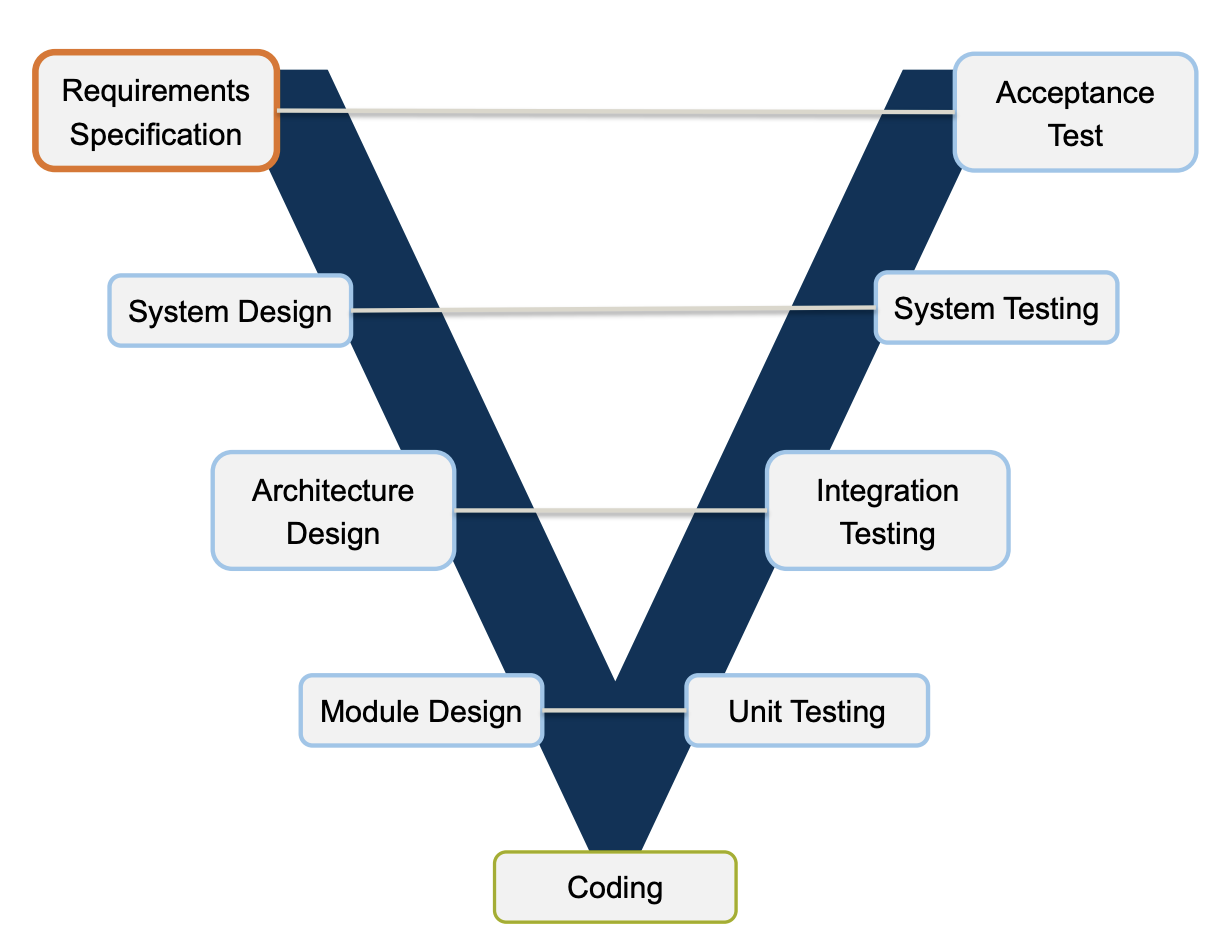 Requirements
Specification
Acceptance
Test
System Design
System Testing
Architecture
Design
Integration
Testing
Module Design
Unit Testing
Coding